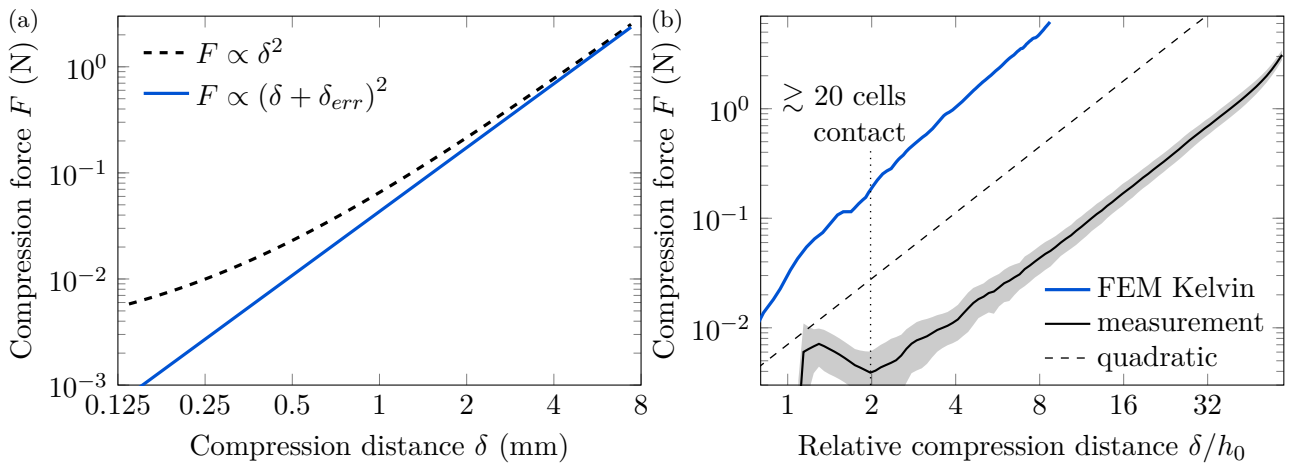 (a)
Compression force F (N)
10^0
10^-1
10^-2
10^-3
F ∝ δ^2
F ∝ (δ + δ_err)^2
0.125 0.25 0.5 1 2 4 8
Compression distance δ (mm)
(b)
Compression force F (N)
10^0
10^-1
10^-2
≳ 20 cells
contact
FEM Kelvin
measurement
quadratic
1 2 4 8 16 32
Relative compression distance δ/h_0